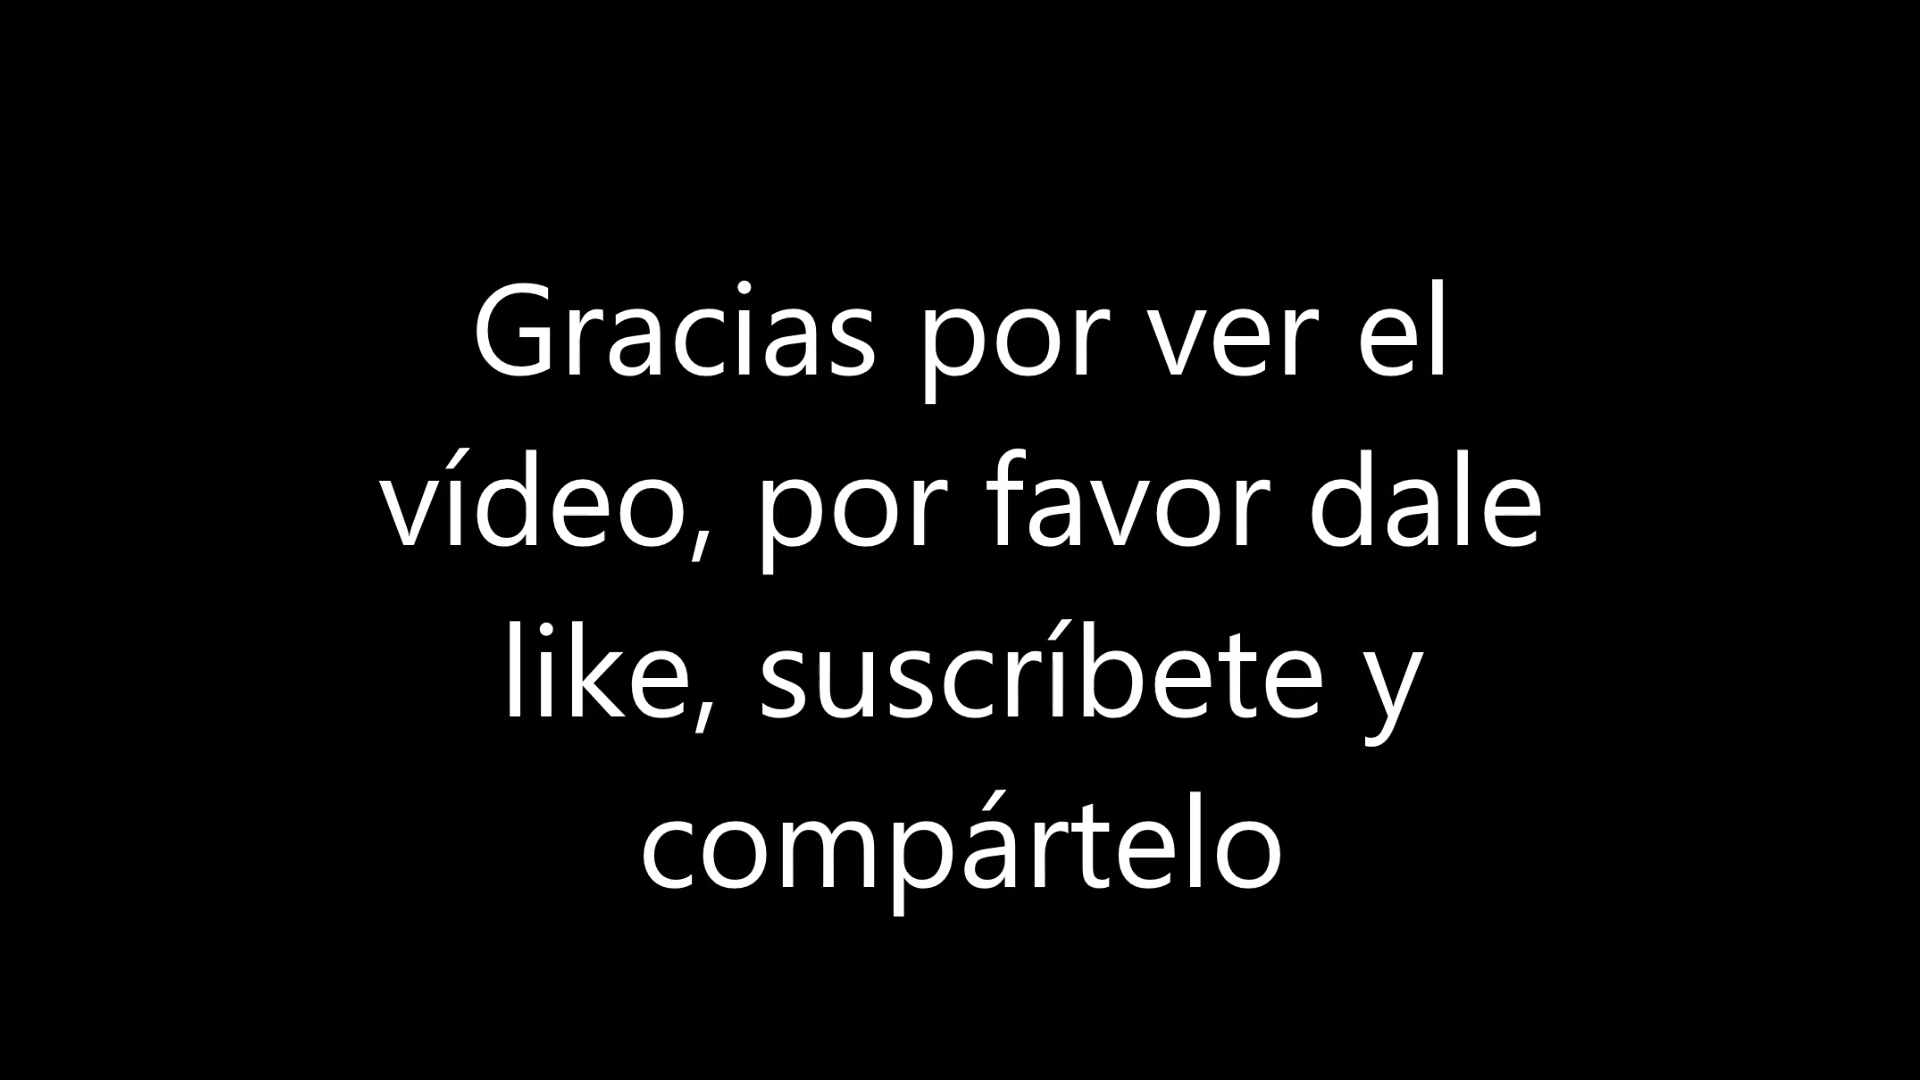 Gracias por ver el
vídeo, por favor dale
like, suscríbete y
compártelo